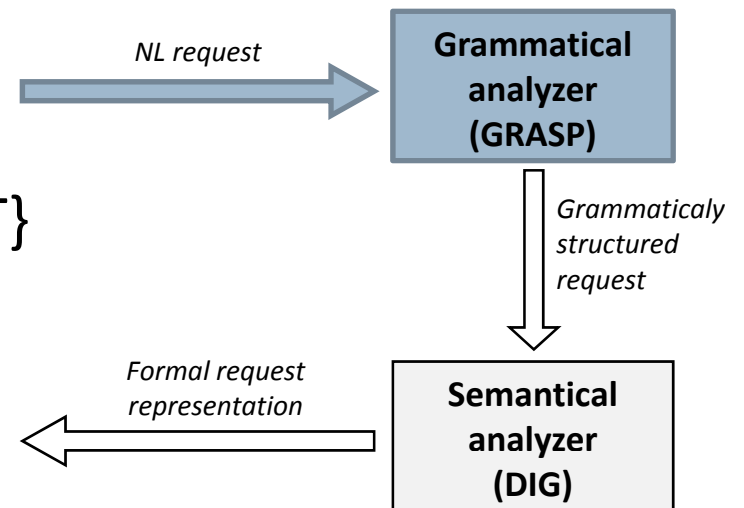 NL request
Grammatical
analyzer
(GRASP)
}
Grammaticaly
structured
request
Formal request
representation
Semantical
analyzer
(DIG)